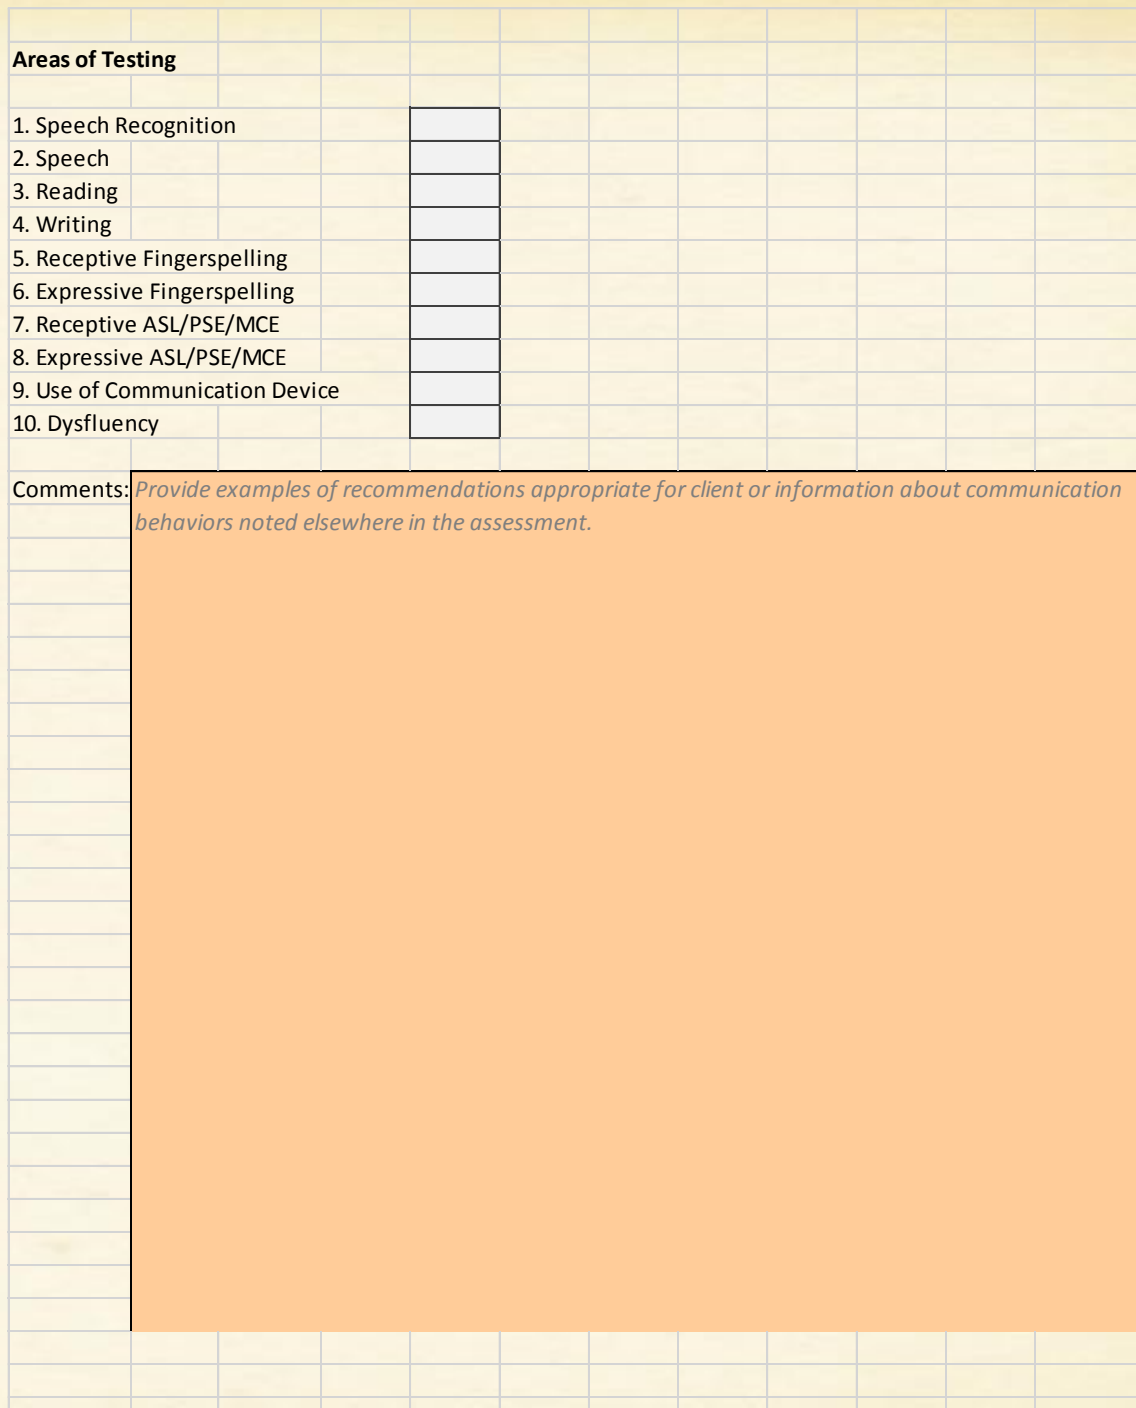 Areas of Testing
1. Speech Recognition
2. Speech
3. Reading
4. Writing
5. Receptive Fingerspelling
6. Expressive Fingerspelling
7. Receptive ASL/PSE/MCE
8. Expressive ASL/PSE/MCE
9. Use of Communication Device
10. Dysfluency
Comments: Provide examples of recommendations appropriate for client or information about communication
behaviors noted elsewhere in the assessment.